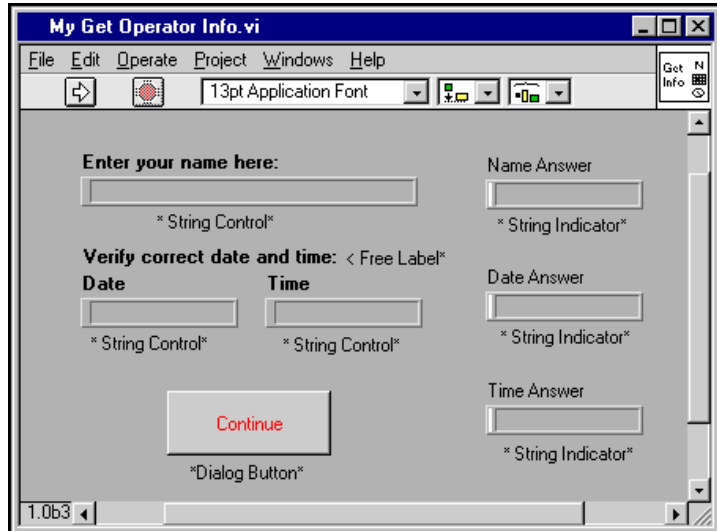 My Get Operator Info.vi
File Edit Operate Project Windows Help
Get N
Info
13pt Application Font
Enter your name here:
* String Control*
Verify correct date and time: < Free Label*
Date Time
* String Control* * String Control*
Continue
*Dialog Button*
Name Answer
* String Indicator*
Date Answer
* String Indicator*
Time Answer
* String Indicator*
1.0b3